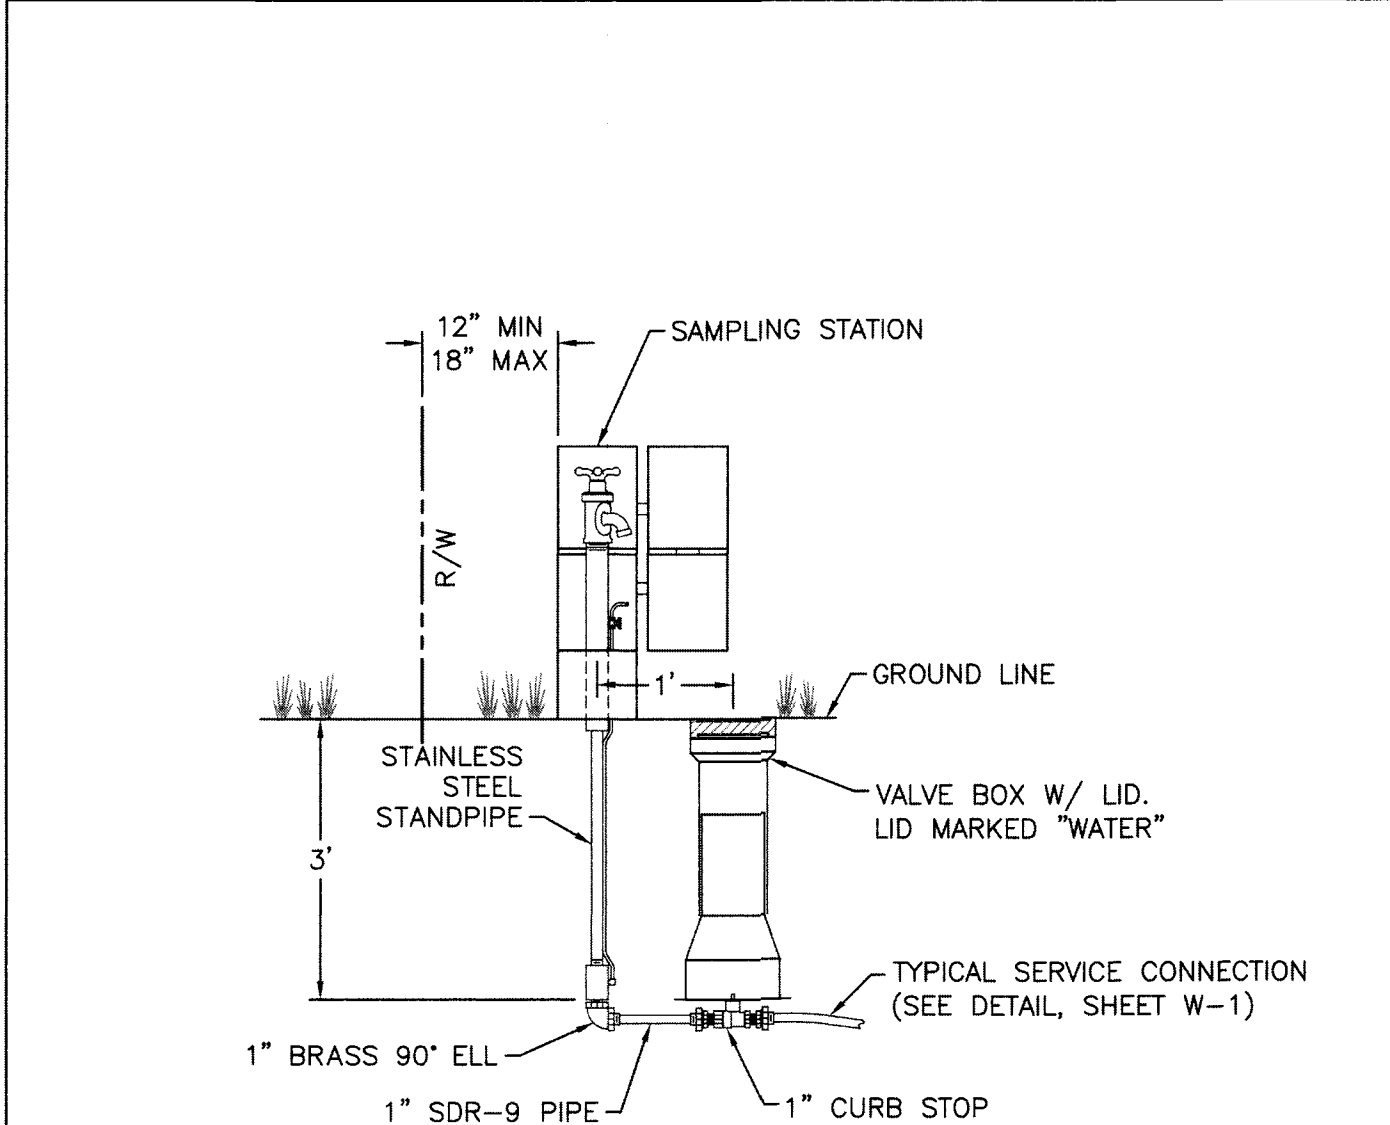 12" MIN
18" MAX
SAMPLING STATION
R/W
1'
GROUND LINE
STAINLESS
STEEL
STANDPIPE
VALVE BOX W/ LID.
LID MARKED "WATER"
3'
TYPICAL SERVICE CONNECTION
(SEE DETAIL, SHEET W-1)
1" BRASS 90° ELL
1" SDR-9 PIPE
1" CURB STOP